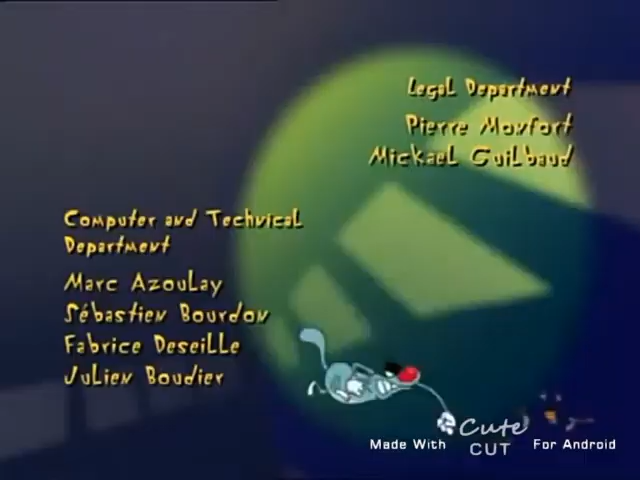 Legal Department
Pierre Monfort
Mickael Guilbaud
Computer and Technical
Department
Marc Azoulay
Sébastien Bourdon
Fabrice Deseille
Julien Boudier
Made With Cute CUT For Android